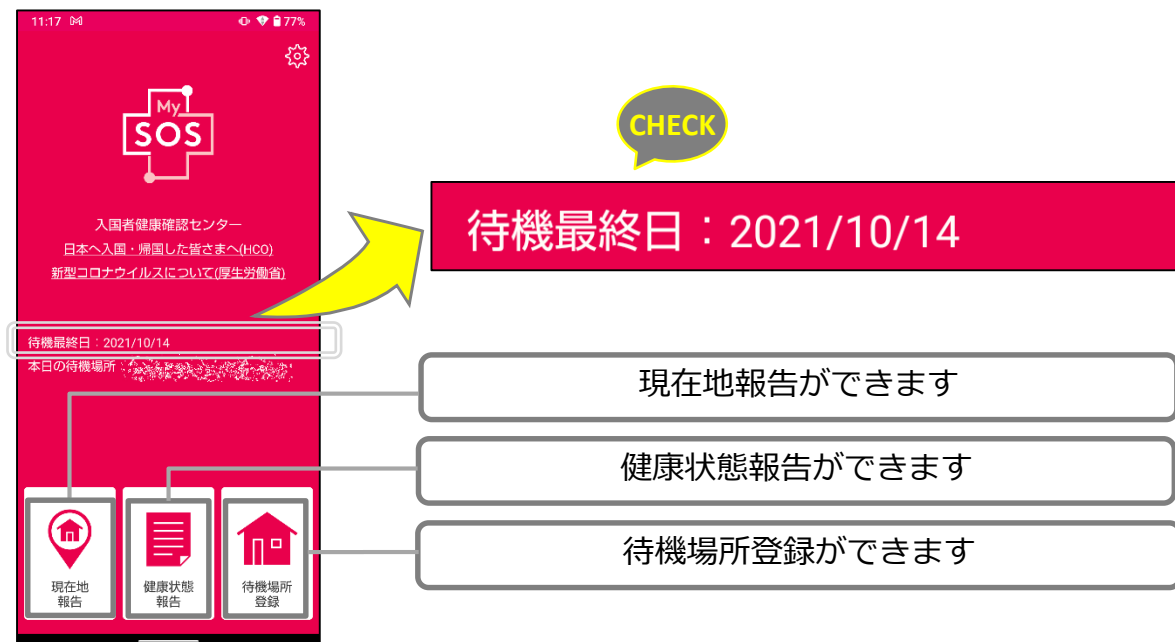 11:17
77%
My
SOS
入国者健康確認センター
日本へ入国・帰国した皆さまへ(HCO)
新型コロナウイルスについて(厚生労働省)
待機最終日:2021/10/14
本日の待機場所
現在地
報告
健康状態
報告
待機場所
登録
CHECK
待機最終日:2021/10/14
現在地報告ができます
健康状態報告ができます
待機場所登録ができます